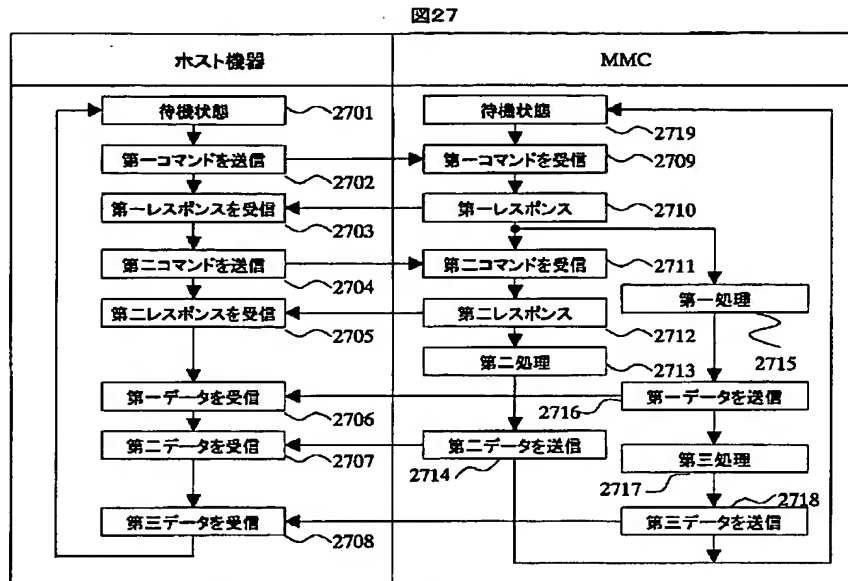 図27
ホスト機器
MMC
待機状態
2701
待機状態
2719
第一コマンドを送信
2702
第一コマンドを受信
2709
第一レスポンスを受信
2703
第一レスポンス
2710
第二コマンドを送信
2704
第二コマンドを受信
2711
第一処理
2715
第二レスポンスを受信
2705
第二レスポンス
2712
第二処理
2713
第一データを受信
2706
2716
第一データを送信
第二データを受信
2707
第二データを送信
2714
第三処理
2717
2718
第三データを受信
2708
第三データを送信